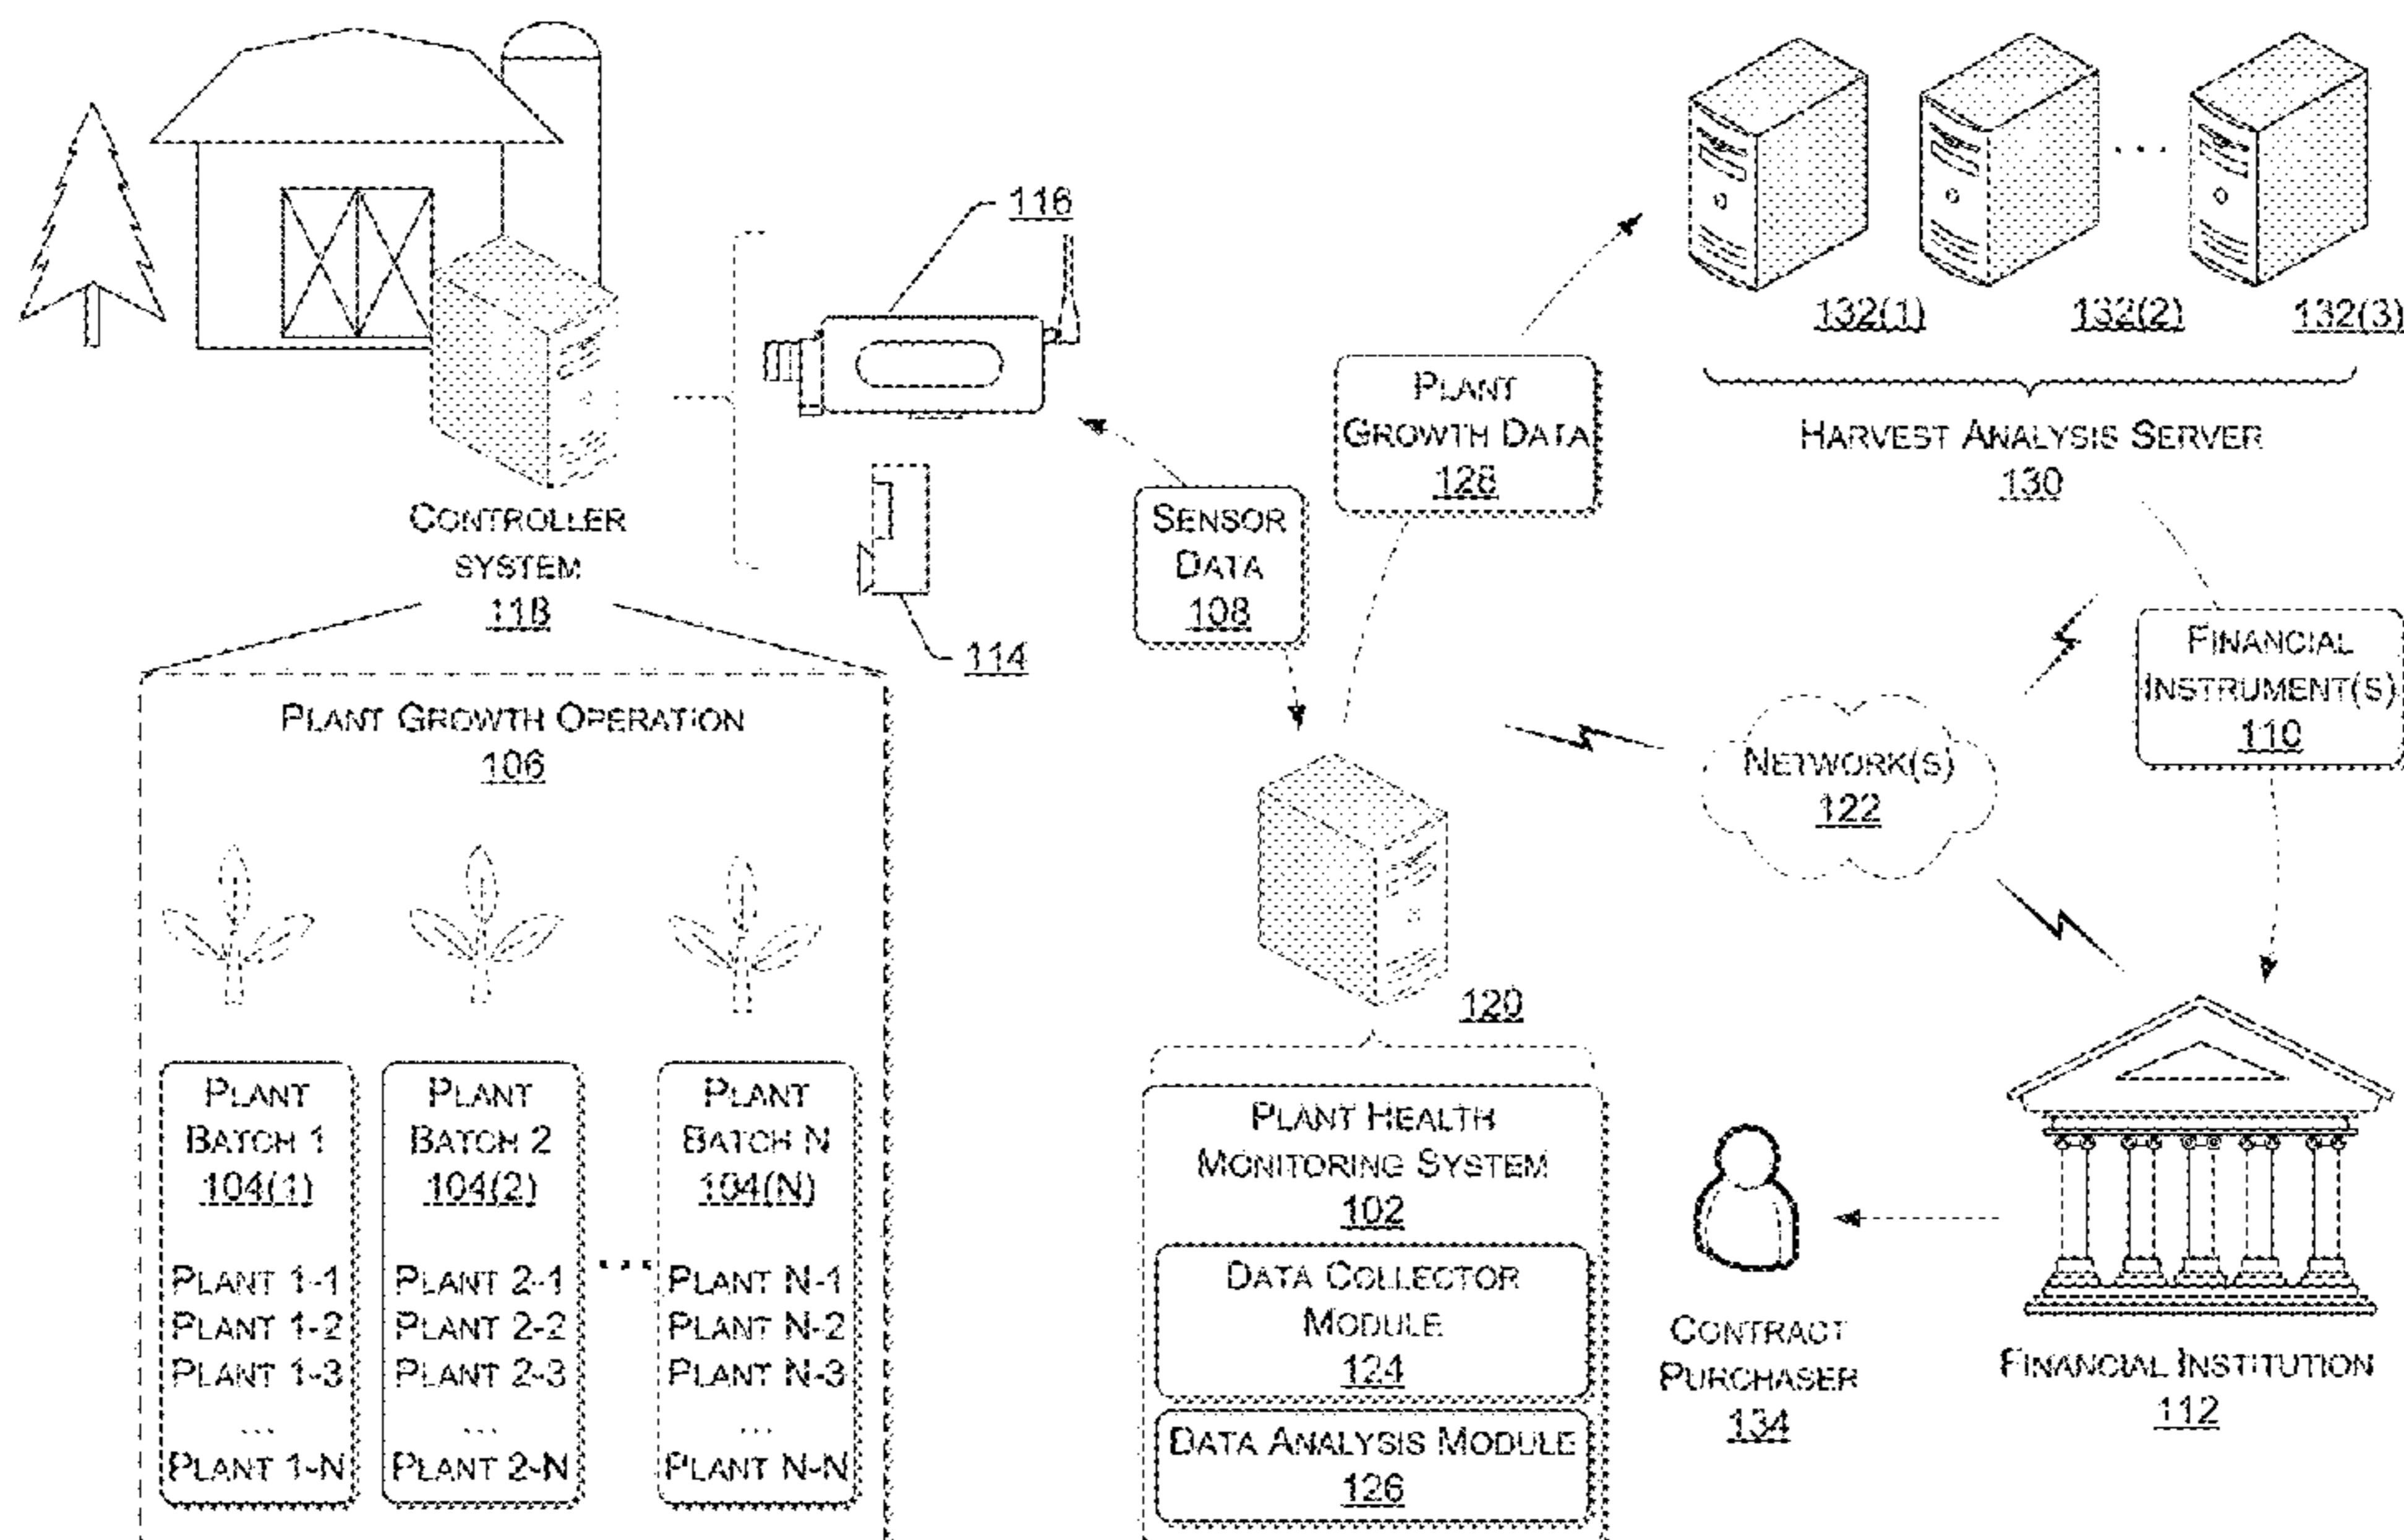 116
132(1)
132(2)
132(3)
HARVEST ANALYSIS SERVER
130
PLANT
GROWTH DATA
128
SENSOR
DATA
108
CONTROLLER
SYSTEM
118
114
FINANCIAL
INSTRUMENT(S)
110
NETWORK(S)
122
PLANT GROWTH OPERATION
106
PLANT
BATCH 1
104(1)
PLANT 1-1
PLANT 1-2
PLANT 1-3
...
PLANT 1-N
PLANT
BATCH 2
104(2)
PLANT 2-1
PLANT 2-2
PLANT 2-3
...
PLANT 2-N
...
PLANT
BATCH N
104(N)
PLANT N-1
PLANT N-2
PLANT N-3
...
PLANT N-N
120
PLANT HEALTH
MONITORING SYSTEM
102
DATA COLLECTOR
MODULE
124
DATA ANALYSIS MODULE
126
CONTRACT
PURCHASER
134
FINANCIAL INSTITUTION
112